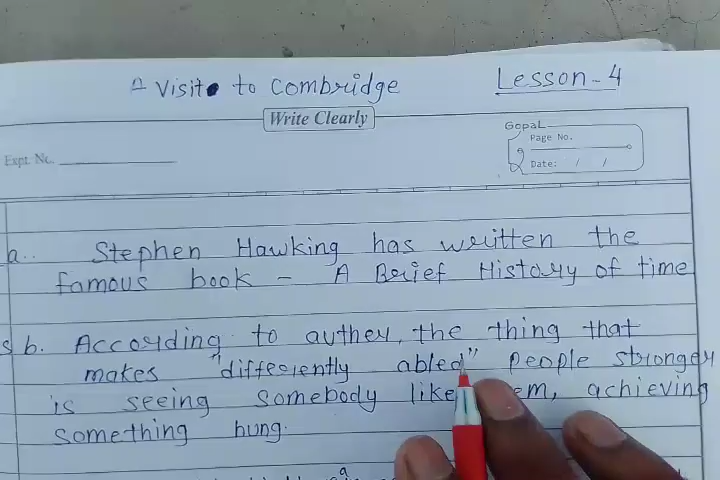 A Visit to Combridge Lesson-4
Write Clearly
GopaL
Page No.
Expt. No.
Date: / /
a.. Stephen Hawking has written the
famous book - A Brief History of time
s b. According to auther, the thing that
makes "differently abled" people stronger
is seeing somebody like em, achieving
something hung.